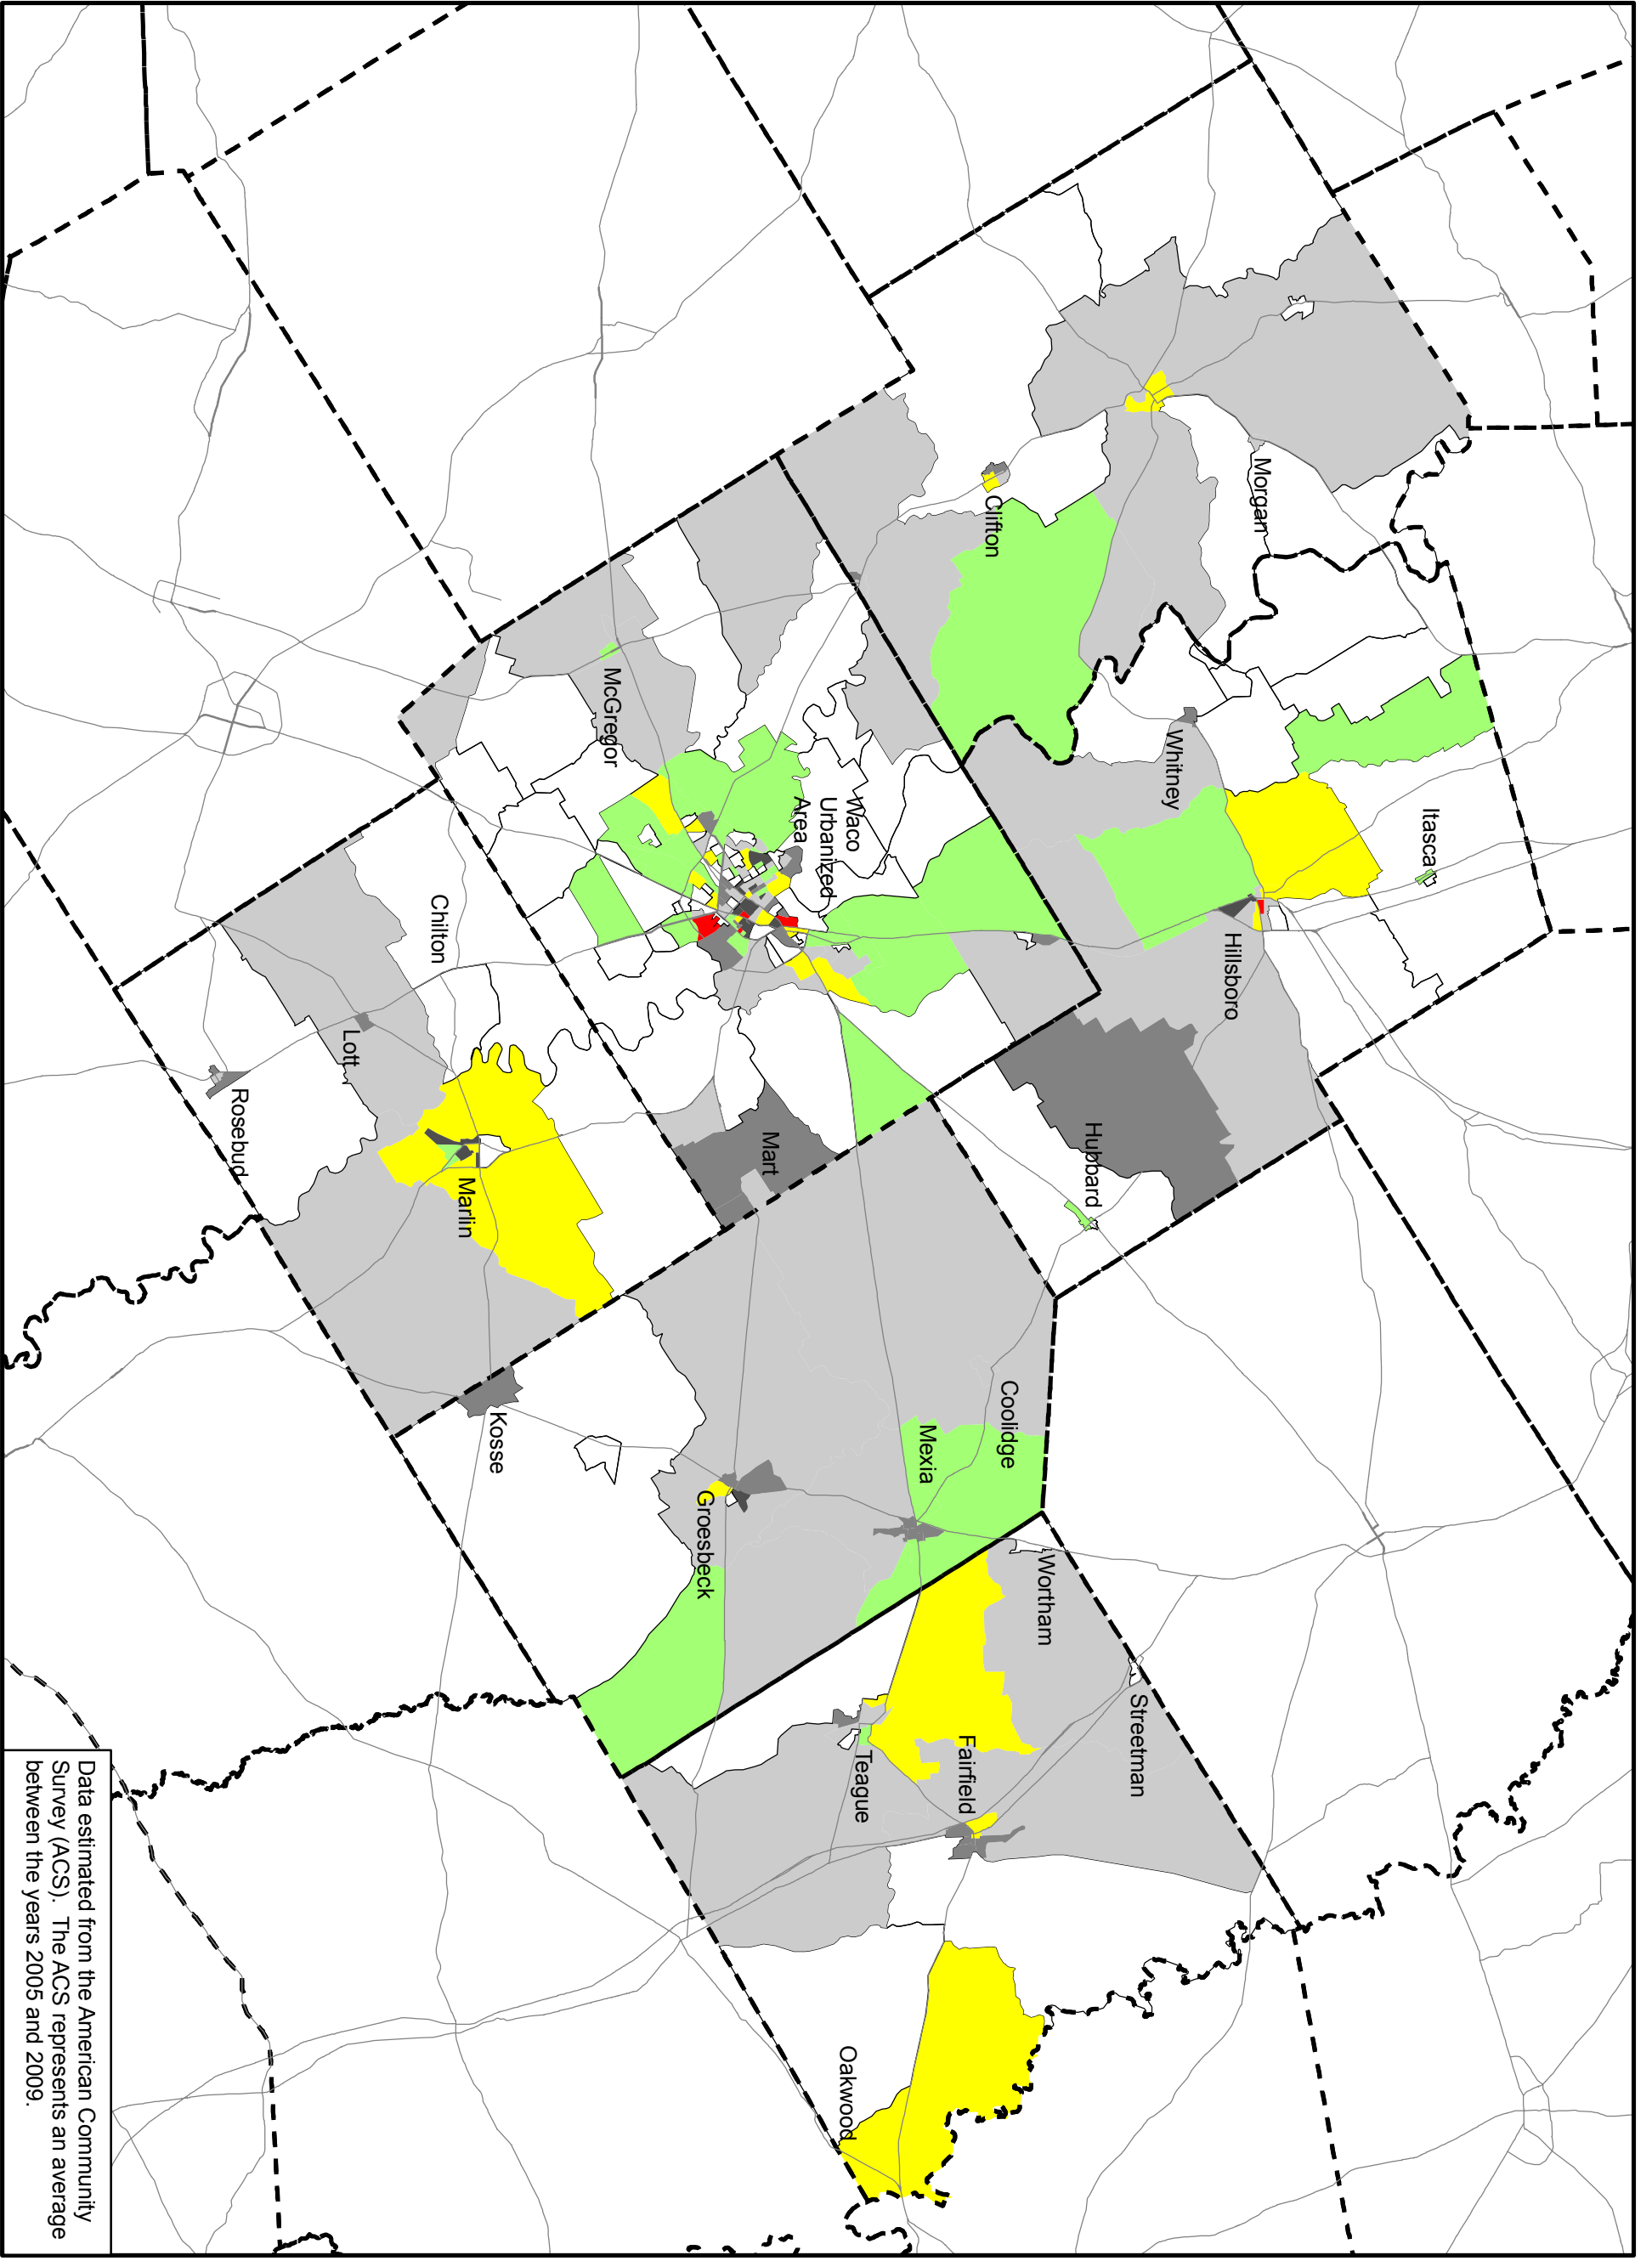 Itasca
Morgan
Whitney
Hillsboro
Hubbard
Streetman
Clifton
Wortham
Coolidge
Mexia
Fairfield
Waco
Urbanized
Area
Teague
Oakwood
Mart
Groesbeck
McGregor
Kosse
Marlin
Chilton
Lott
Rosebud
Data estimated from the American Community
Survey (ACS).  The ACS represents an average
between the years 2005 and 2009.